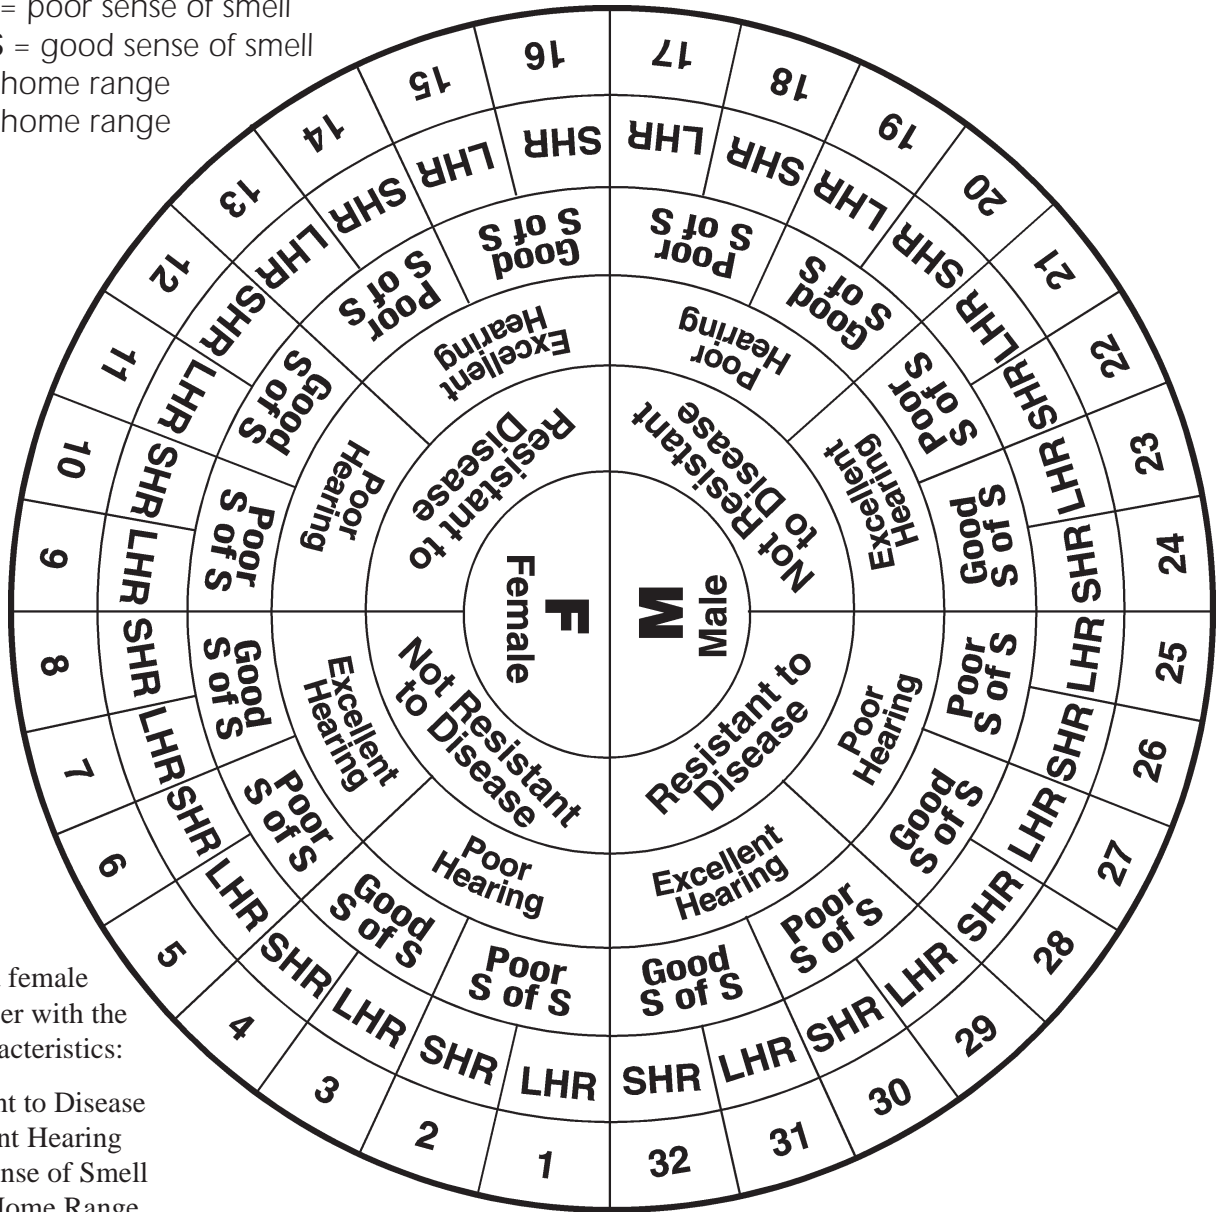 = poor sense of smell
S = good sense of smell
home range
home range
1
2
3
4
5
6
7
8
9
10
11
12
13
14
15
16
17
18
19
20
21
22
23
24
25
26
27
28
29
30
31
32
LHR
SHR
LHR
SHR
LHR
SHR
LHR
SHR
LHR
SHR
LHR
SHR
LHR
SHR
LHR
SHR
LHR
SHR
LHR
SHR
LHR
SHR
LHR
SHR
LHR
SHR
LHR
SHR
LHR
SHR
LHR
SHR
Poor
S of S
Good
S of S
Poor
S of S
Good
S of S
Poor
S of S
Good
S of S
Poor
S of S
Good
S of S
Poor
S of S
Good
S of S
Poor
S of S
Good
S of S
Poor
S of S
Good
S of S
Poor
S of S
Good
S of S
Poor
Hearing
Excellent
Hearing
Poor
Hearing
Excellent
Hearing
Poor
Hearing
Excellent
Hearing
Poor
Hearing
Excellent
Hearing
Not Resistant
to Disease
Resistant to
Disease
Not Resistant
to Disease
Resistant to
Disease
F
Female
M
Male
female
er with the
acteristics:
nt to Disease
nt Hearing
nse of Smell
Home Range